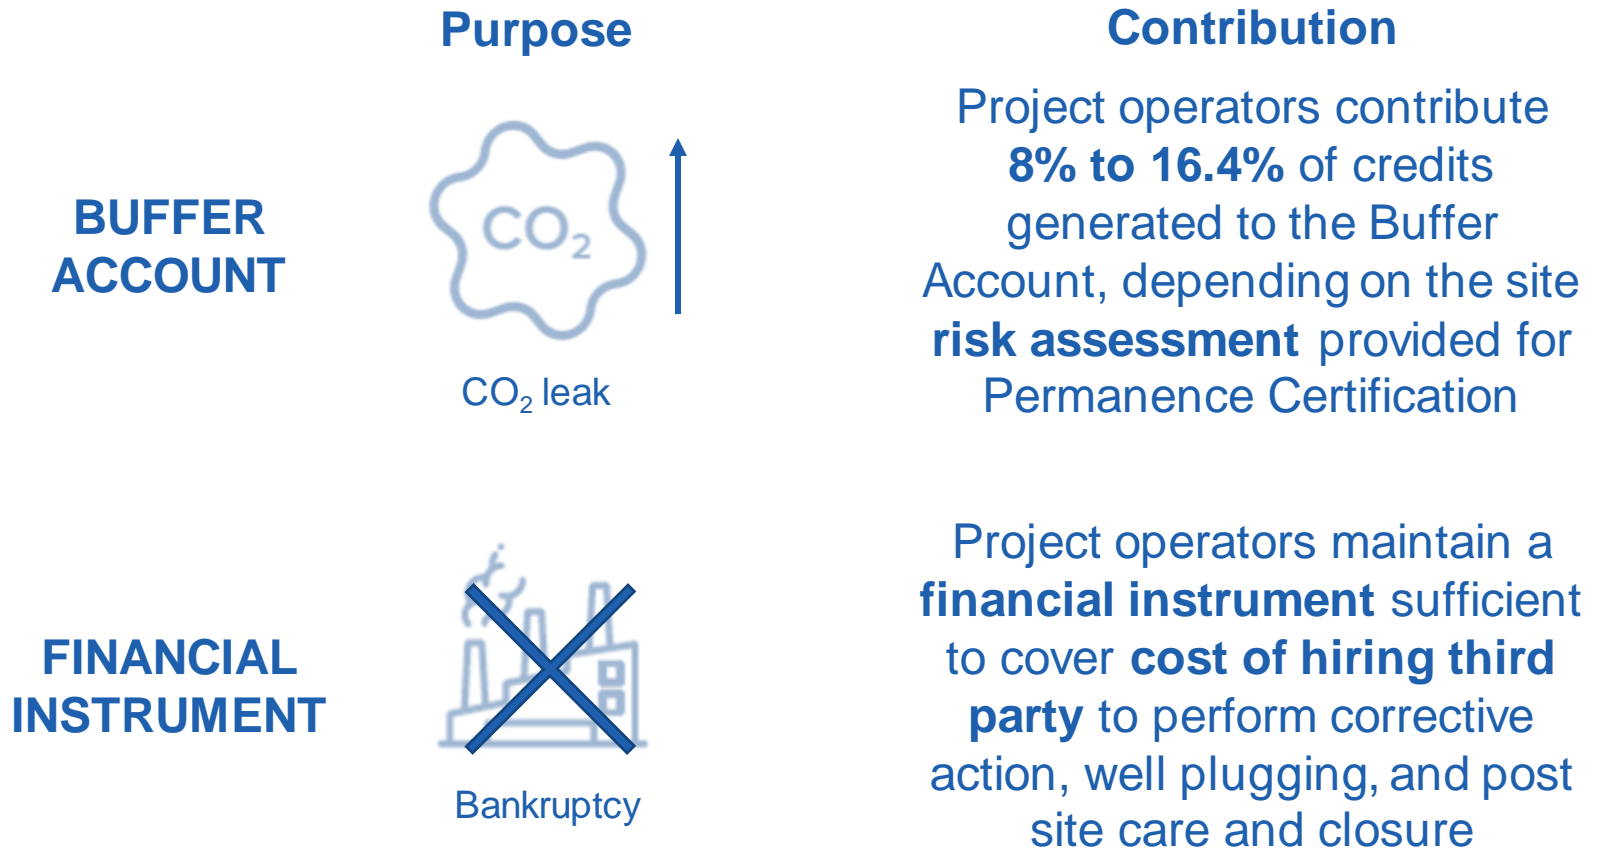 Purpose
Contribution
BUFFER
ACCOUNT
CO₂
CO₂ leak
Project operators contribute
8% to 16.4% of credits
generated to the Buffer
Account, depending on the site
risk assessment provided for
Permanence Certification
FINANCIAL
INSTRUMENT
Bankruptcy
Project operators maintain a
financial instrument sufficient
to cover cost of hiring third
party to perform corrective
action, well plugging, and post
site care and closure